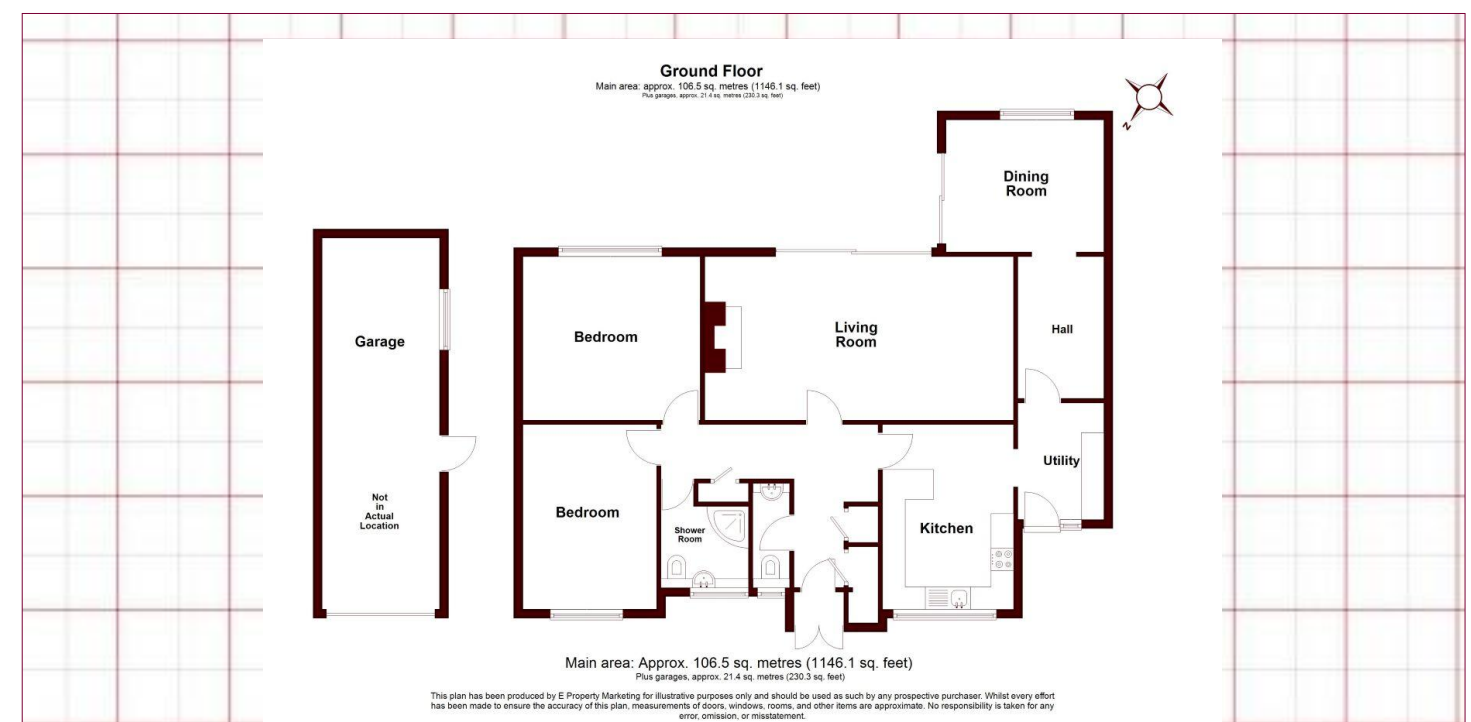 Ground Floor
Main area: approx. 106.5 sq. metres (1146.1 sq. feet)
Plus garages, approx. 21.4 sq. metres (230.3 sq. feet)
N
Dining
Room
Garage
Bedroom
Living
Room
Hall
Not
in
Actual
Location
Bedroom
Shower
Room
Kitchen
Utility
Main area: Approx. 106.5 sq. metres (1146.1 sq. feet)
Plus garages, approx. 21.4 sq. metres (230.3 sq. feet)
This plan has been produced by E Property Marketing for illustrative purposes only and should be used as such by any prospective purchaser. Whilst every effort
has been made to ensure the accuracy of this plan, measurements of doors, windows, rooms, and other items are approximate. No responsibility is taken for any
error, omission, or misstatement.